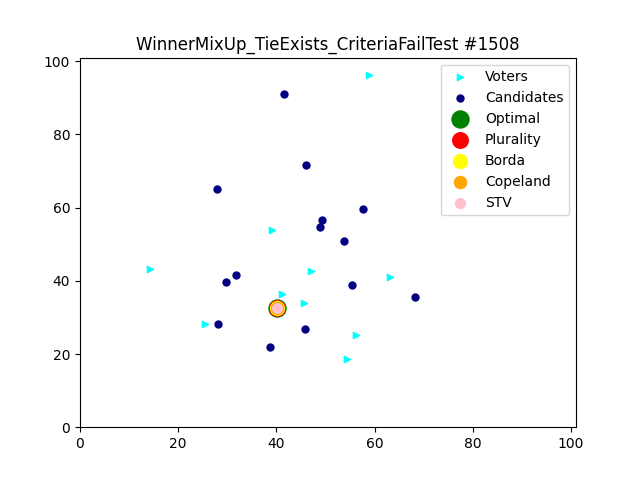 WinnerMixUp_TieExists_CriteriaFailTest #1508
Voters
Candidates
Optimal
Plurality
Borda
Copeland
STV
100
80
60
40
20
0
0 20 40 60 80 100